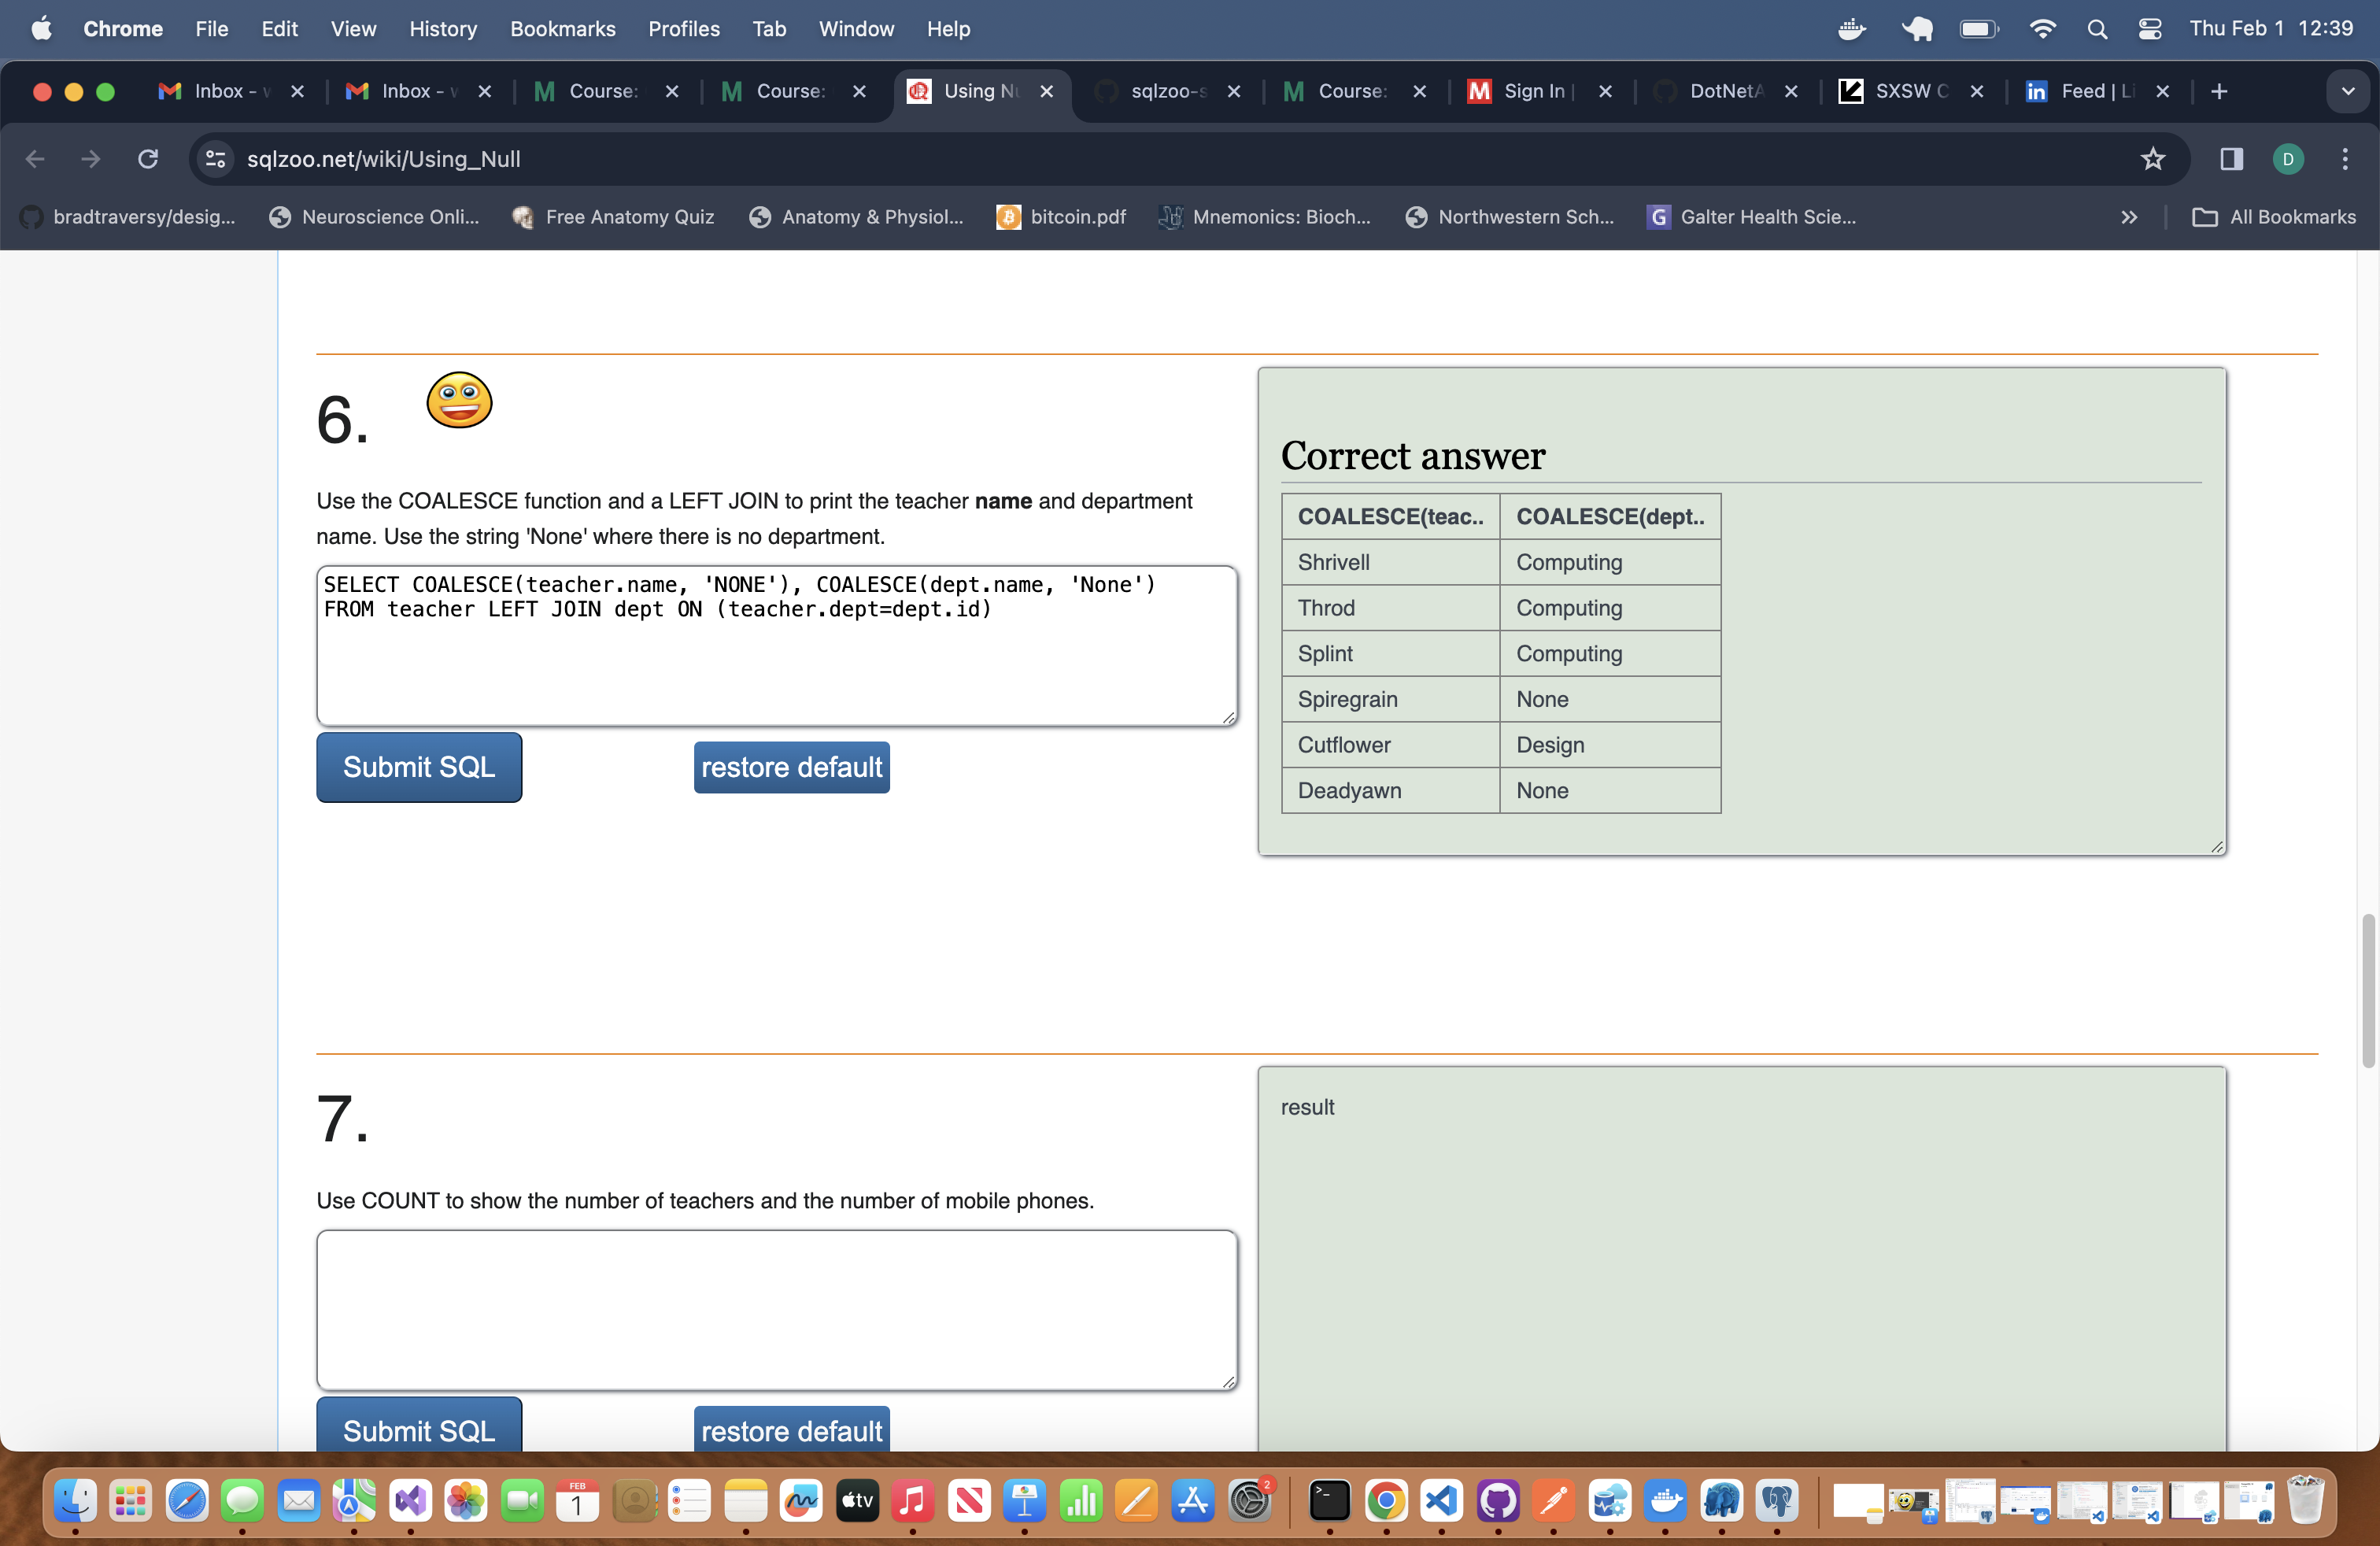 Chrome File Edit View History Bookmarks Profiles Tab Window Help Thu Feb 1 12:39
Inbox - Inbox - Course: Course: Using Nu sqlzoo-s Course: Sign In | DotNetA SXSW C Feed | Li
sqlzoo.net/wiki/Using_Null D
bradtraversy/desig... Neuroscience Onli... Free Anatomy Quiz Anatomy & Physiol... bitcoin.pdf Mnemonics: Bioch... Northwestern Sch... Galter Health Scie... All Bookmarks
6.
Use the COALESCE function and a LEFT JOIN to print the teacher name and department
name. Use the string 'None' where there is no department.
SELECT COALESCE(teacher.name, 'NONE'), COALESCE(dept.name, 'None')
FROM teacher LEFT JOIN dept ON (teacher.dept=dept.id)
Submit SQL restore default
Correct answer
COALESCE(teac.. COALESCE(dept..
Shrivell Computing
Throd Computing
Splint Computing
Spiregrain None
Cutflower Design
Deadyawn None
7.
Use COUNT to show the number of teachers and the number of mobile phones.
Submit SQL restore default
result
FEB
1
tv
2